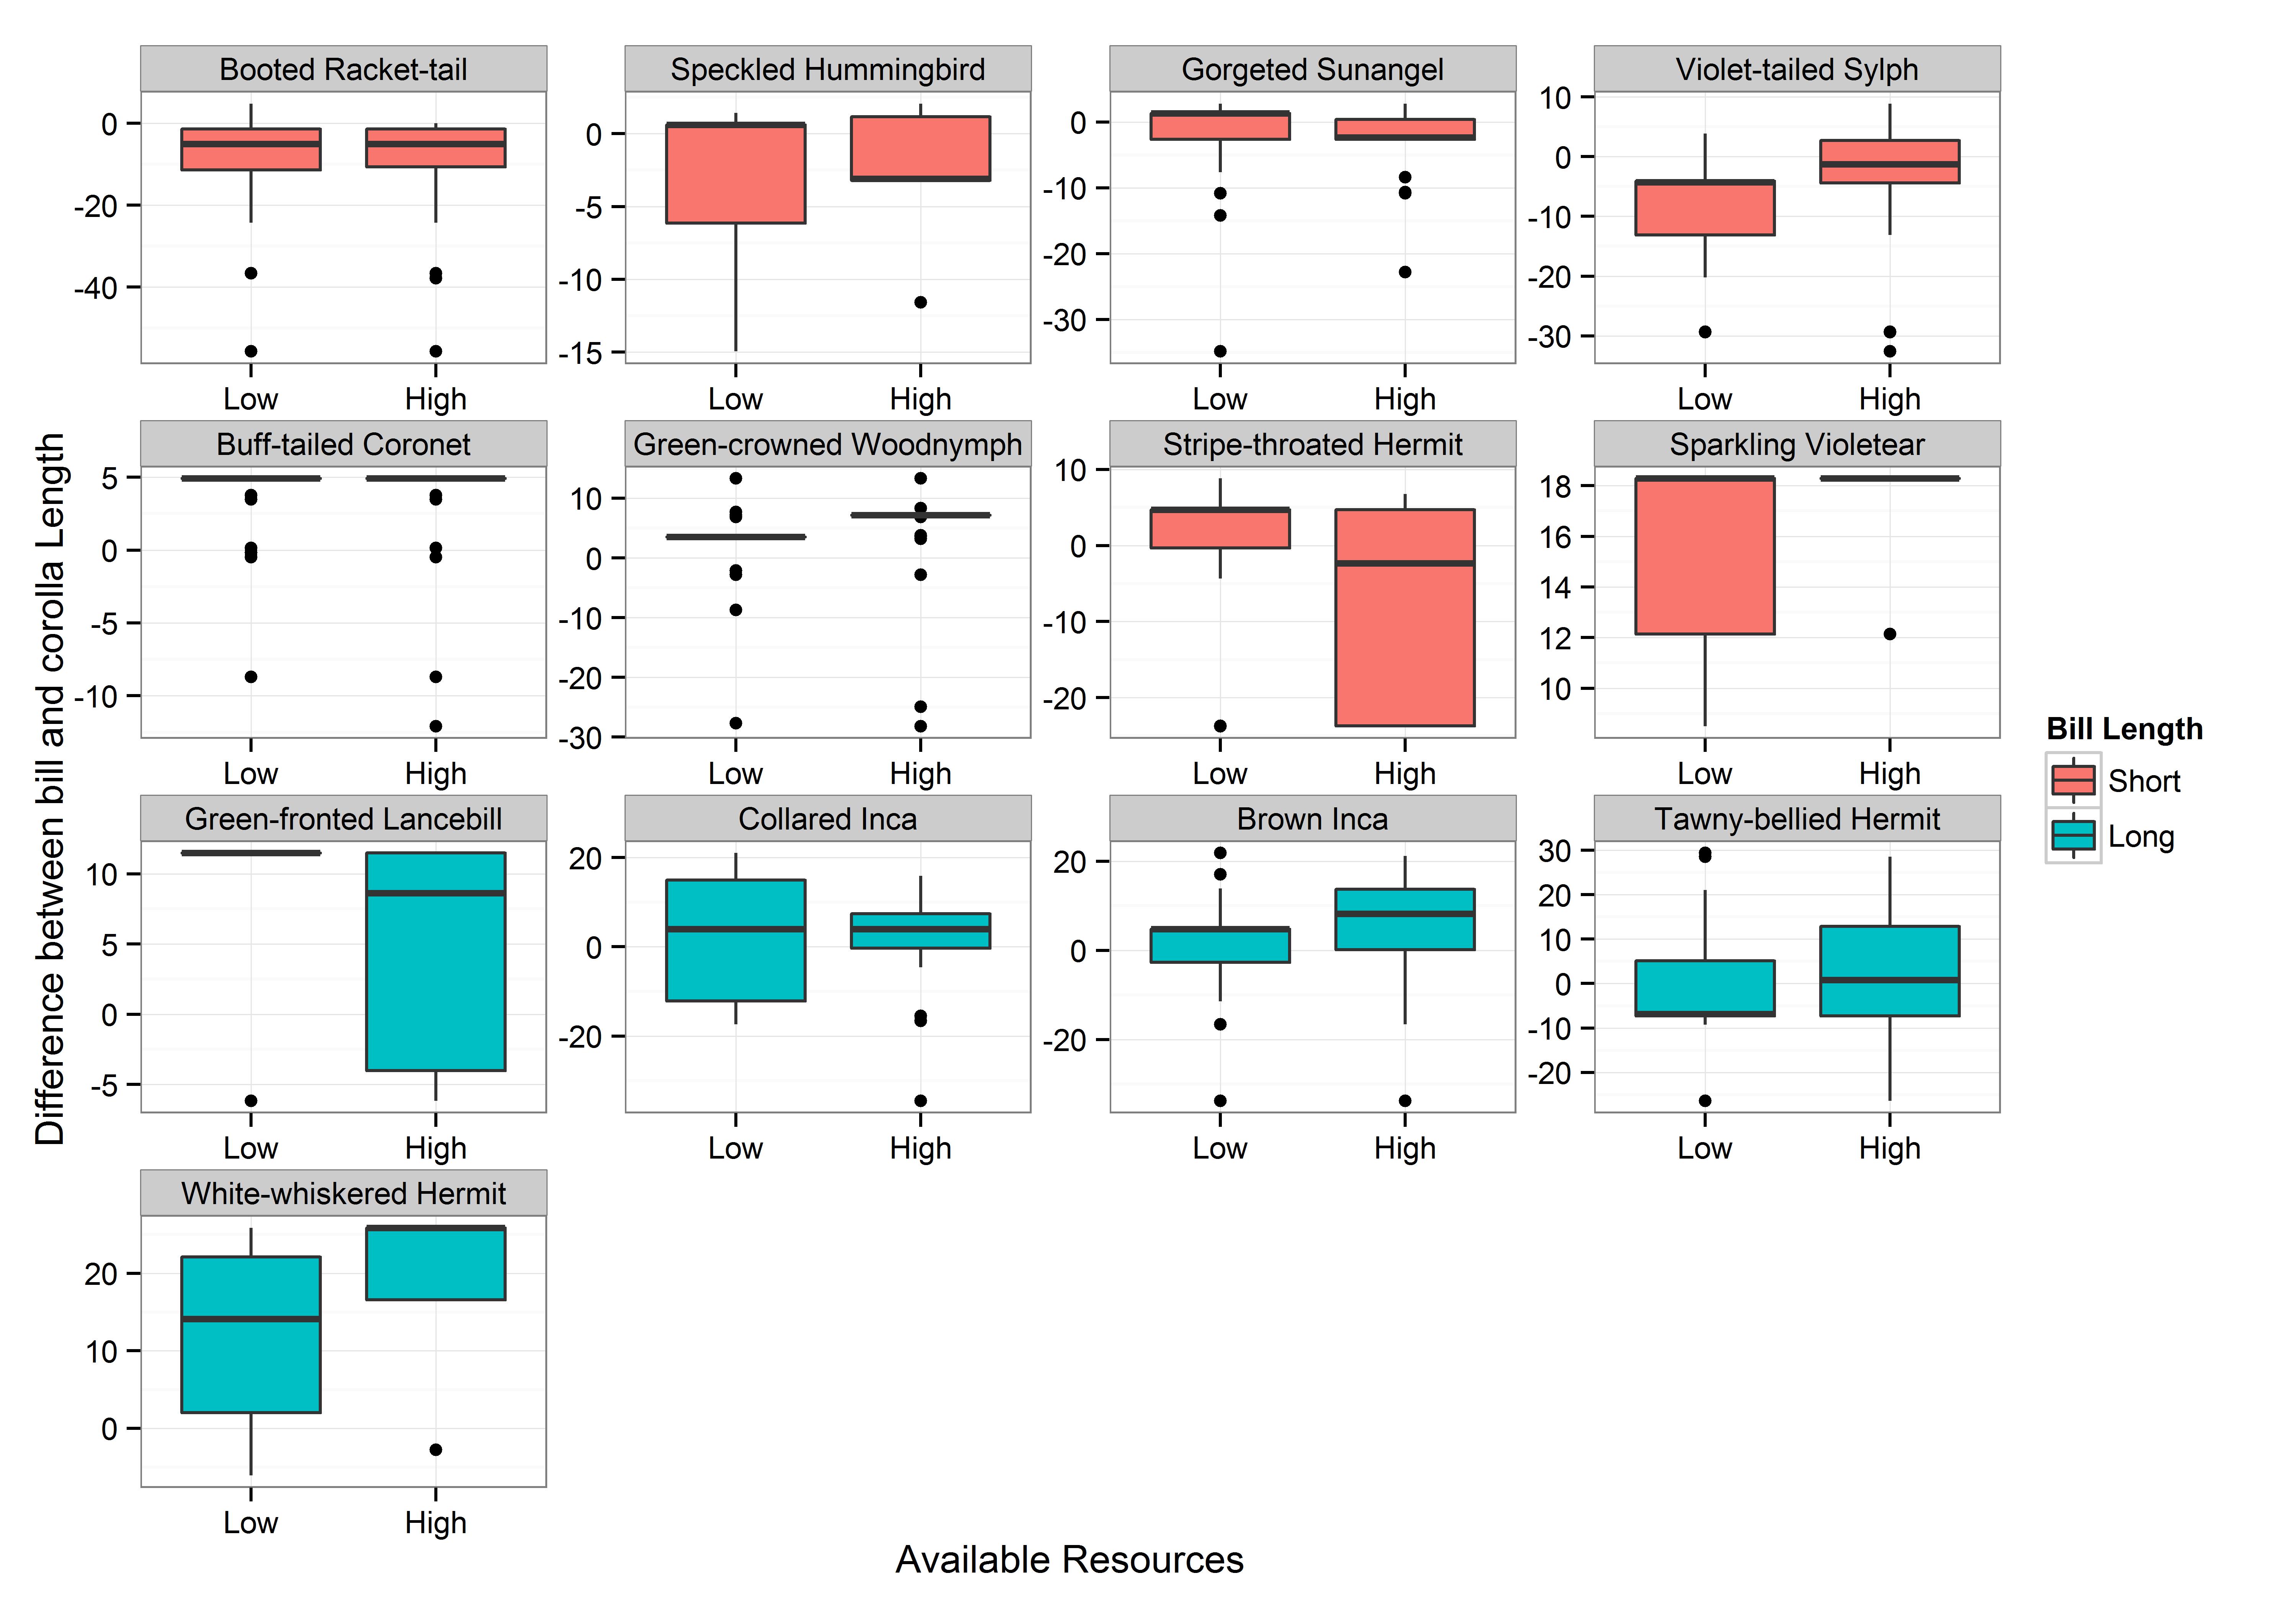 Booted Racket-tail
Speckled Hummingbird
Gorgeted Sunangel
Violet-tailed Sylph
0
-20
-40
0
-5
-10
-15
0
-10
-20
-30
10
0
-10
-20
-30
Low High
Low High
Low High
Low High
Buff-tailed Coronet
Green-crowned Woodnymph
Stripe-throated Hermit
Sparkling Violetear
5
0
-5
-10
10
0
-10
-20
-30
10
0
-10
-20
18
16
14
12
10
Low High
Low High
Low High
Low High
Difference between bill and corolla Length
Bill Length
Short
Long
Green-fronted Lancebill
Collared Inca
Brown Inca
Tawny-bellied Hermit
10
5
0
-5
20
0
-20
20
0
-20
30
20
10
0
-10
-20
Low High
Low High
Low High
Low High
White-whiskered Hermit
20
10
0
Low High
Available Resources